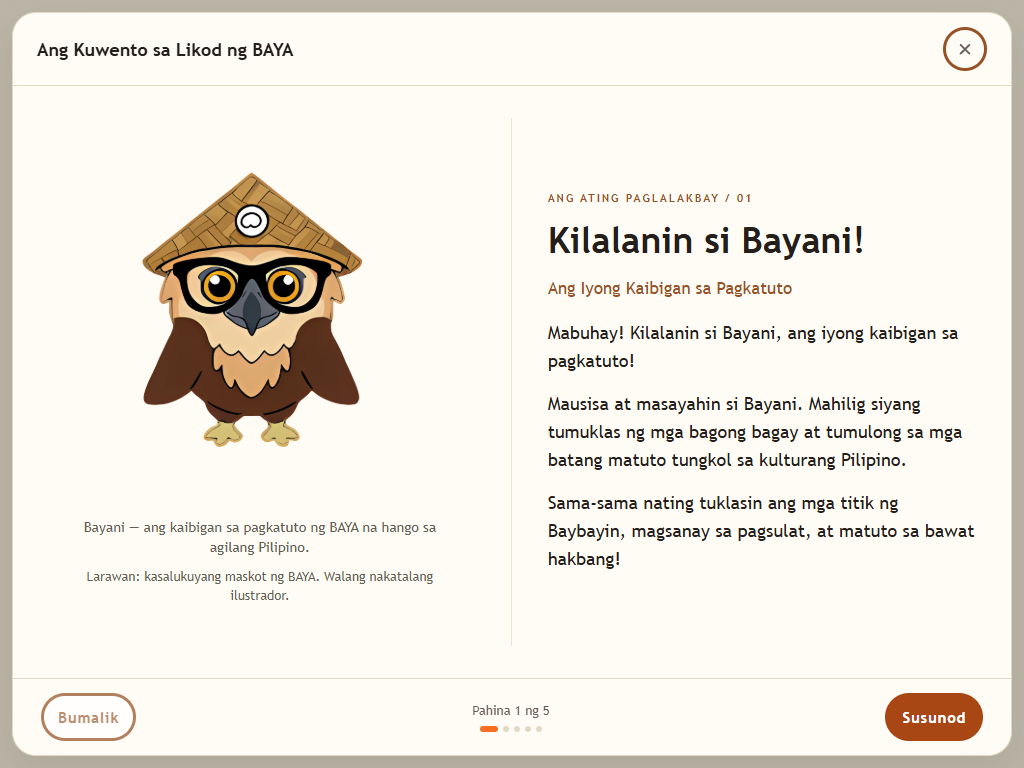 Ang Kuwento sa Likod ng BAYA
ANG ATING PAGLALAKBAY / 01
Kilalanin si Bayani!
Ang Iyong Kaibigan sa Pagkatuto
Mabuhay! Kilalanin si Bayani, ang iyong kaibigan sa
pagkatuto!
Mausisa at masayahin si Bayani. Mahilig siyang
tumuklas ng mga bagong bagay at tumulong sa mga
batang matuto tungkol sa kulturang Pilipino.
Sama-sama nating tuklasin ang mga titik ng
Baybayin, magsanay sa pagsulat, at matuto sa bawat
hakbang!
Bayani — ang kaibigan sa pagkatuto ng BAYA na hango sa
agilang Pilipino.
Larawan: kasalukuyang maskot ng BAYA. Walang nakatalang
ilustrador.
Bumalik
Pahina 1 ng 5
Susunod